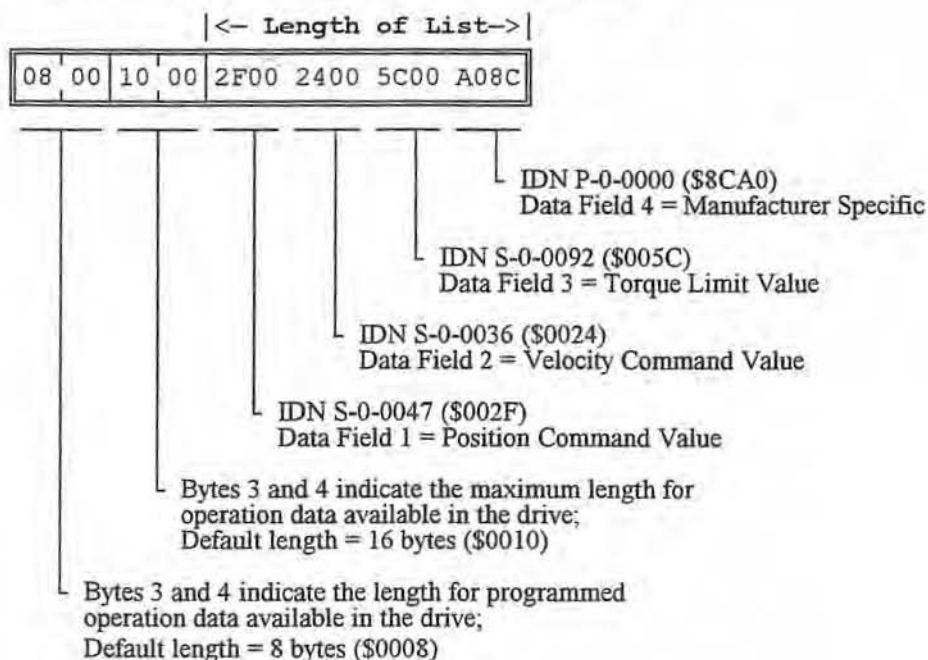 |<— Length of List—>|
08 00 10 00 2F00 2400 5C00 A08C
IDN P-0-0000 ($8CA0)
Data Field 4 = Manufacturer Specific
IDN S-0-0092 ($005C)
Data Field 3 = Torque Limit Value
IDN S-0-0036 ($0024)
Data Field 2 = Velocity Command Value
IDN S-0-0047 ($002F)
Data Field 1 = Position Command Value
Bytes 3 and 4 indicate the maximum length for
operation data available in the drive;
Default length = 16 bytes ($0010)
Bytes 3 and 4 indicate the length for programmed
operation data available in the drive;
Default length = 8 bytes ($0008)